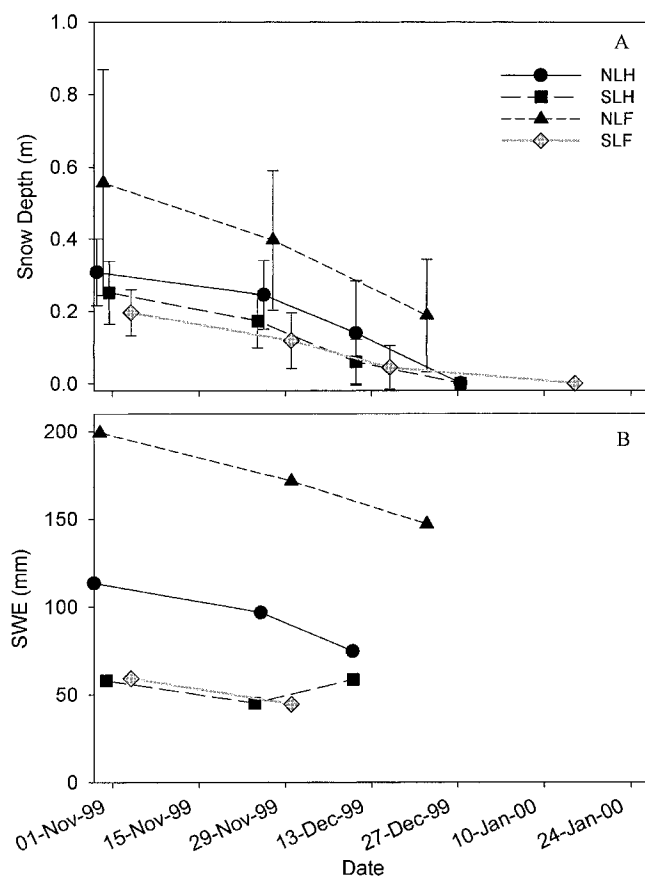 A
NLH
SLH
NLF
SLF
1.0
0.8
0.6
0.4
0.2
0.0
Snow Depth (m)
B
200
150
100
50
0
SWE (mm)
01-Nov-99
15-Nov-99
29-Nov-99
13-Dec-99
27-Dec-99
10-Jan-00
24-Jan-00
Date